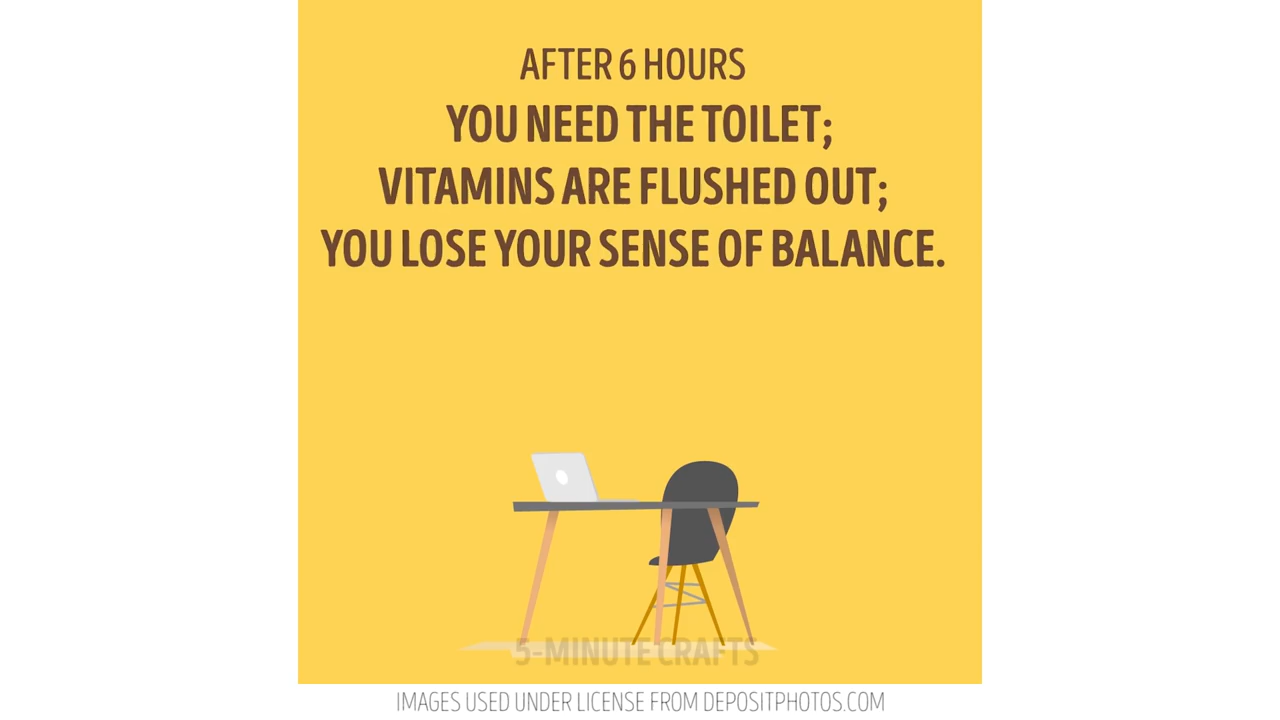 AFTER 6 HOURS
YOU NEED THE TOILET;
VITAMINS ARE FLUSHED OUT;
YOU LOSE YOUR SENSE OF BALANCE.
5-MINUTE CRAFTS
IMAGES USED UNDER LICENSE FROM DEPOSITPHOTOS.COM